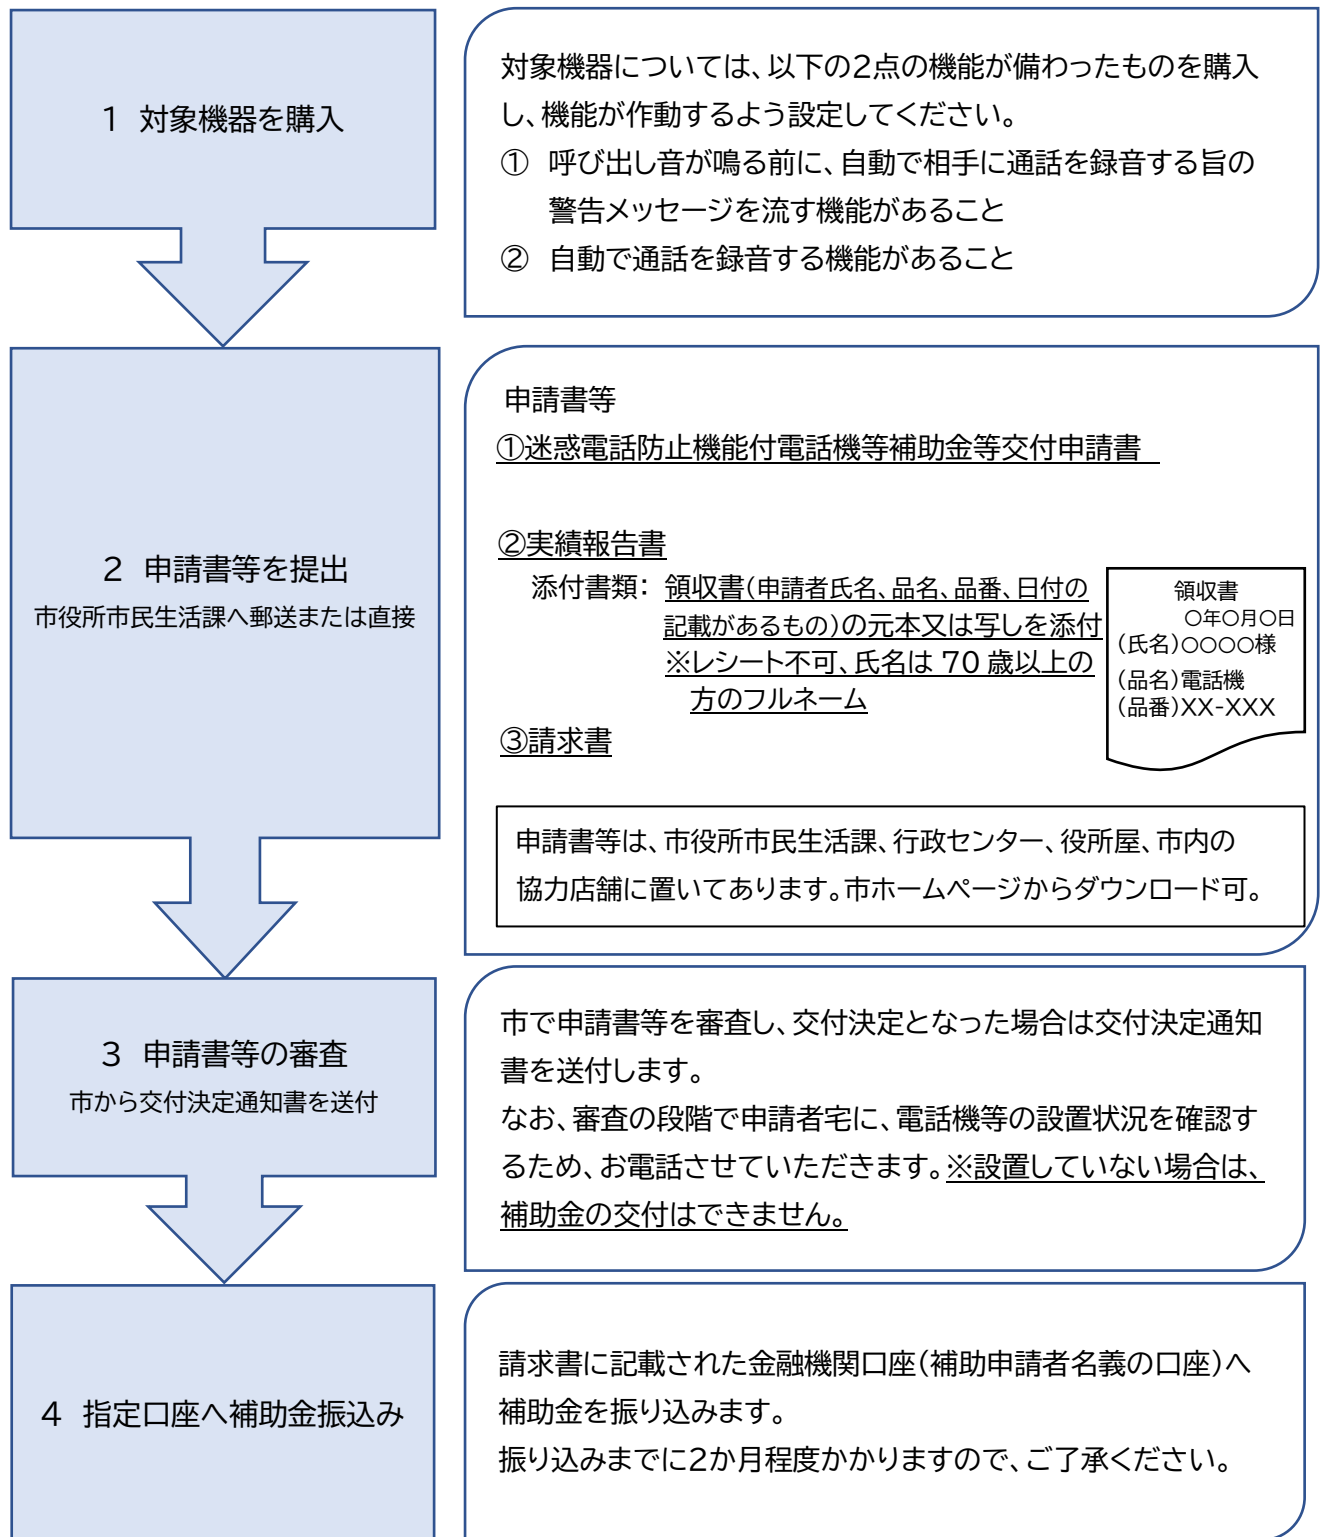 1 対象機器を購入
対象機器については、以下の2点の機能が備わったものを購入
し、機能が作動するよう設定してください。
① 呼び出し音が鳴る前に、自動で相手に通話を録音する旨の
警告メッセージを流す機能があること
② 自動で通話を録音する機能があること
2 申請書等を提出
市役所市民生活課へ郵送または直接
申請書等
①迷惑電話防止機能付電話機等補助金等交付申請書
②実績報告書
添付書類: 領収書(申請者氏名、品名、品番、日付の
記載があるもの)の元本又は写しを添付
※レシート不可、氏名は 70 歳以上の
方のフルネーム
③請求書
領収書
〇年〇月〇日
(氏名)〇〇〇〇様
(品名)電話機
(品番)XX-XXX
申請書等は、市役所市民生活課、行政センター、役所屋、市内の
協力店舗に置いてあります。市ホームページからダウンロード可。
3 申請書等の審査
市から交付決定通知書を送付
市で申請書等を審査し、交付決定となった場合は交付決定通知
書を送付します。
なお、審査の段階で申請者宅に、電話機等の設置状況を確認す
るため、お電話させていただきます。※設置していない場合は、
補助金の交付はできません。
4 指定口座へ補助金振込み
請求書に記載された金融機関口座(補助申請者名義の口座)へ
補助金を振り込みます。
振り込みまでに2か月程度かかりますので、ご了承ください。